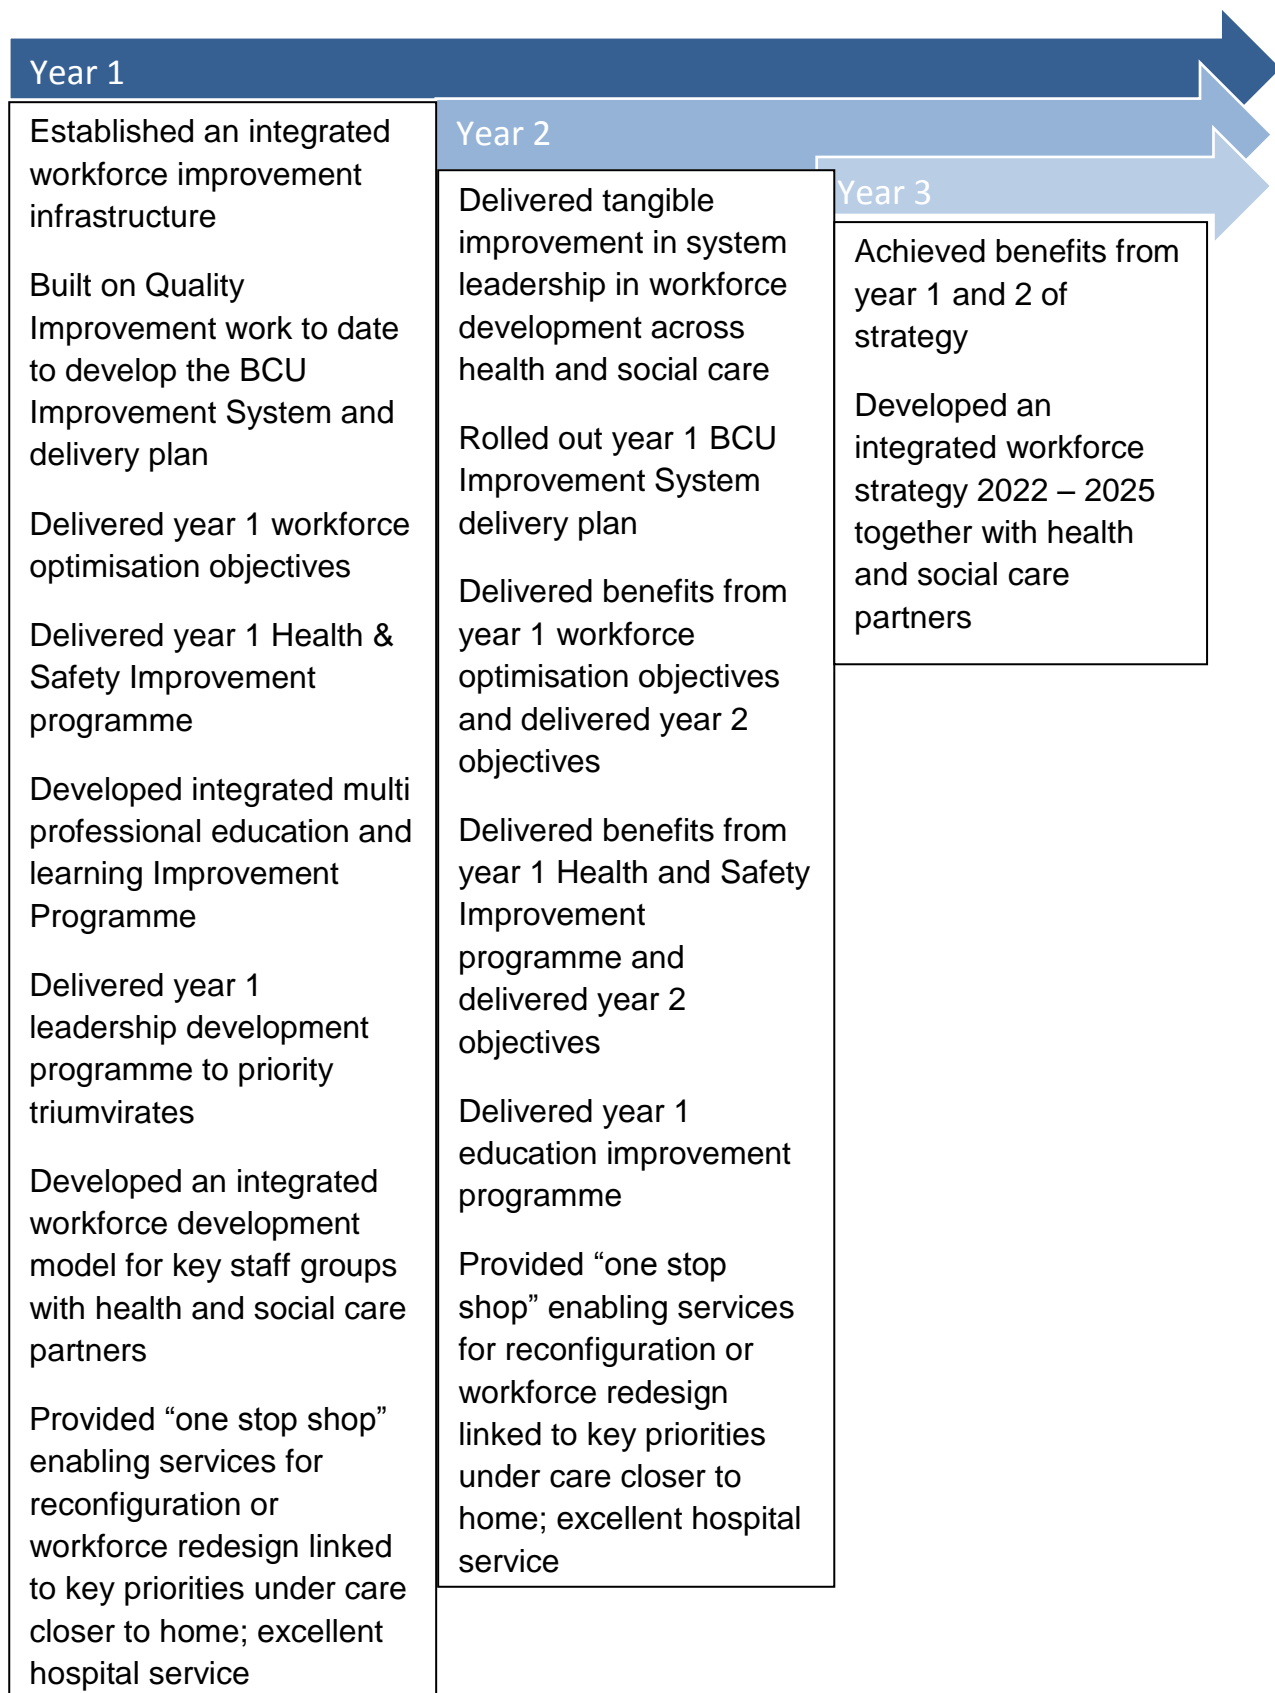 Year 1
Established an integrated
workforce improvement
infrastructure
Built on Quality
Improvement work to date
to develop the BCU
Improvement System and
delivery plan
Delivered year 1 workforce
optimisation objectives
Delivered year 1 Health &
Safety Improvement
programme
Developed integrated multi
professional education and
learning Improvement
Programme
Delivered year 1
leadership development
programme to priority
triumvirates
Developed an integrated
workforce development
model for key staff groups
with health and social care
partners
Provided “one stop shop”
enabling services for
reconfiguration or
workforce redesign linked
to key priorities under care
closer to home; excellent
hospital service
Year 2
Delivered tangible
improvement in system
leadership in workforce
development across
health and social care
Rolled out year 1 BCU
Improvement System
delivery plan
Delivered benefits from
year 1 workforce
optimisation objectives
and delivered year 2
objectives
Delivered benefits from
year 1 Health and Safety
Improvement
programme and
delivered year 2
objectives
Delivered year 1
education improvement
programme
Provided “one stop
shop” enabling services
for reconfiguration or
workforce redesign
linked to key priorities
under care closer to
home; excellent hospital
service
Year 3
Achieved benefits from
year 1 and 2 of
strategy
Developed an
integrated workforce
strategy 2022 – 2025
together with health
and social care
partners